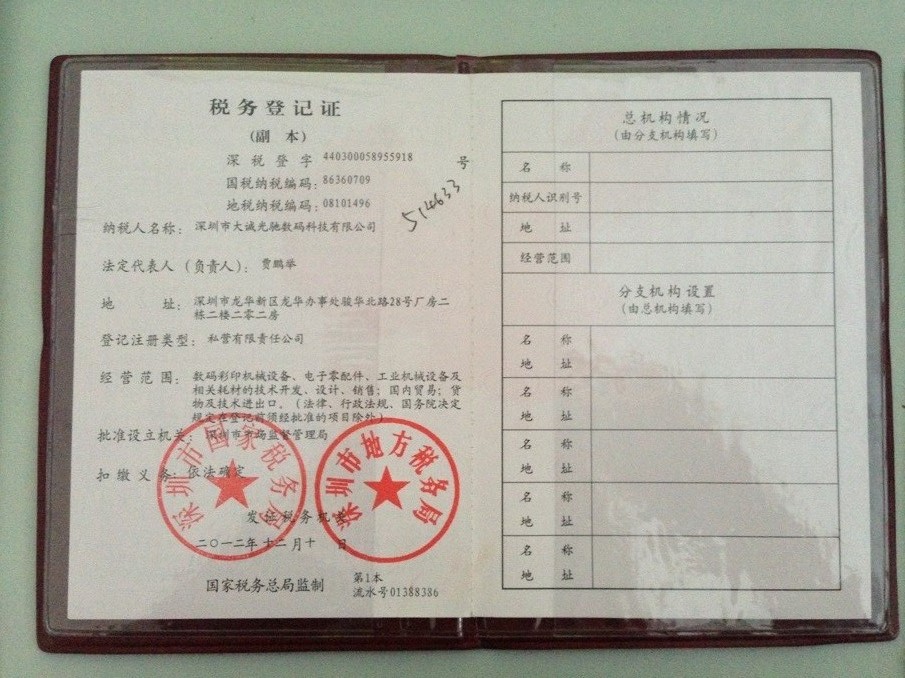 税务登记证
(副 本)
深税登字 440300058955918 号
国税纳税编码: 86360709
地税纳税编码: 08101496
514633
纳税人名称: 深圳市大诚光驰数码科技有限公司
法定代表人(负责人): 贾鹏举
地 址: 深圳市龙华新区龙华办事处骏华北路28号厂房二
栋二楼二零二房
登记注册类型: 私营有限责任公司
经营范围: 数码彩印机械设备、电子零配件、工业机械设备及
相关耗材的技术开发、设计、销售;国内贸易;货
物及技术进出口。(法律、行政法规、国务院决定
规定在登记前须经批准的项目除外)
批准设立机关: 深圳市市场监督管理局
扣缴义务: 依法确定
深圳市国家税务局
深圳市地方税务局
发证税务机关
二〇一二年十二月十 日
国家税务总局监制
第1本
流水号01388386
总机构情况
(由分支机构填写)
名 称
纳税人识别号
地 址
经营范围
分支机构设置
(由总机构填写)
名 称
地 址
名 称
地 址
名 称
地 址
名 称
地 址
名 称
地 址